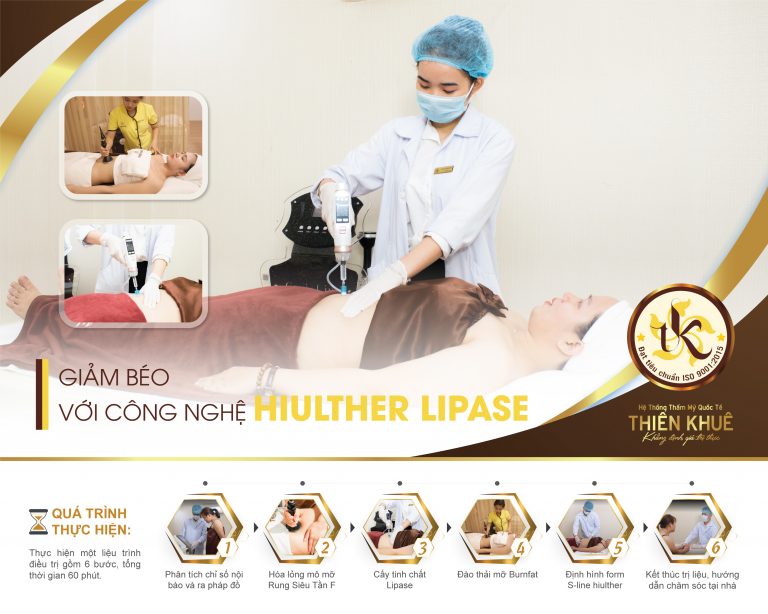 GIẢM BÉO
VỚI CÔNG NGHỆ HIULTHER LIPASE
tk
Đạt tiêu chuẩn ISO 9001:2015
Hệ Thống Thẩm Mỹ Quốc Tế
THIÊN KHUÊ
Khẳng định giá trị thực
QUÁ TRÌNH
THỰC HIỆN:
Thực hiện một liệu trình
điều trị gồm 6 bước, tổng
thời gian 60 phút.
1
Phân tích chỉ số nội
bào và ra pháp đồ
2
Hóa lỏng mô mỡ
Rung Siêu Tần F
3
Cấy tinh chất
Lipase
4
Đào thải mỡ Burnfat
5
Định hình form
S-line hiulther
6
Kết thúc trị liệu, hướng
dẫn chăm sóc tại nhà